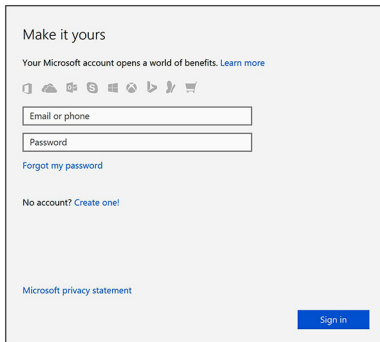 Make it yours
Your Microsoft account opens a world of benefits. Learn more
Email or phone
Password
Forgot my password
No account? Create one!
Microsoft privacy statement
Sign in